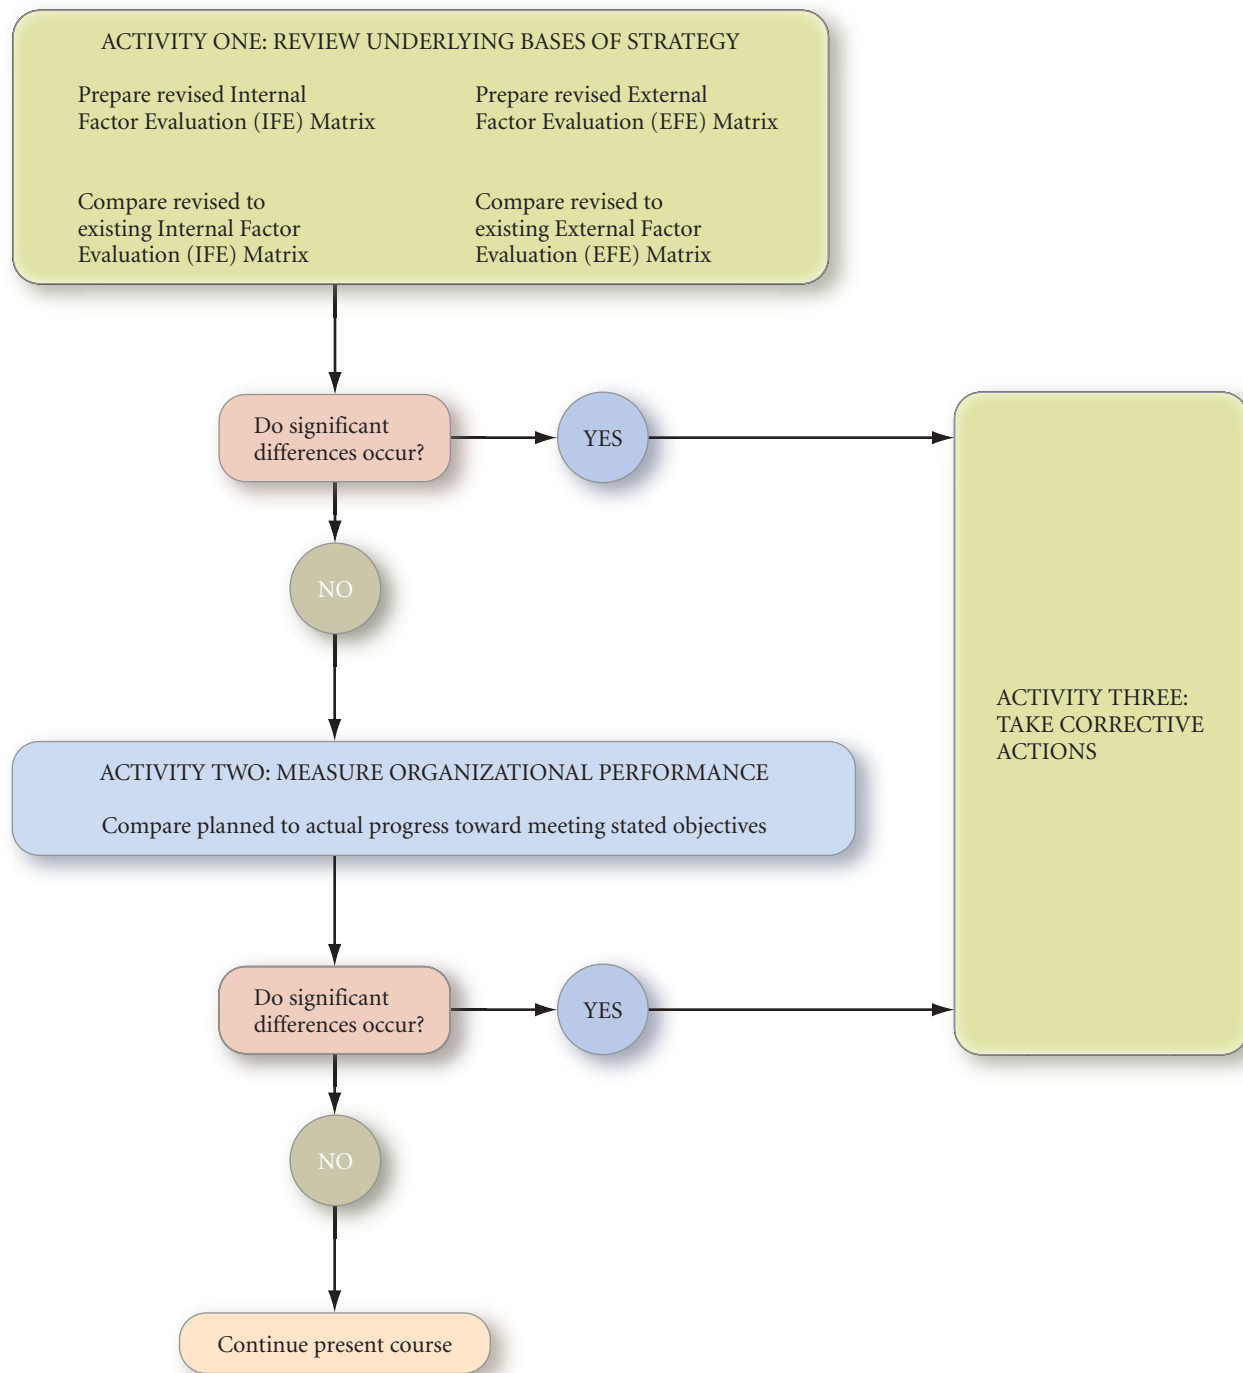 ACTIVITY ONE: REVIEW UNDERLYING BASES OF STRATEGY
Prepare revised Internal
Factor Evaluation (IFE) Matrix
Prepare revised External
Factor Evaluation (EFE) Matrix
Compare revised to
existing Internal Factor
Evaluation (IFE) Matrix
Compare revised to
existing External Factor
Evaluation (EFE) Matrix
Do significant
differences occur?
YES
NO
ACTIVITY THREE:
TAKE CORRECTIVE
ACTIONS
ACTIVITY TWO: MEASURE ORGANIZATIONAL PERFORMANCE
Compare planned to actual progress toward meeting stated objectives
Do significant
differences occur?
YES
NO
Continue present course